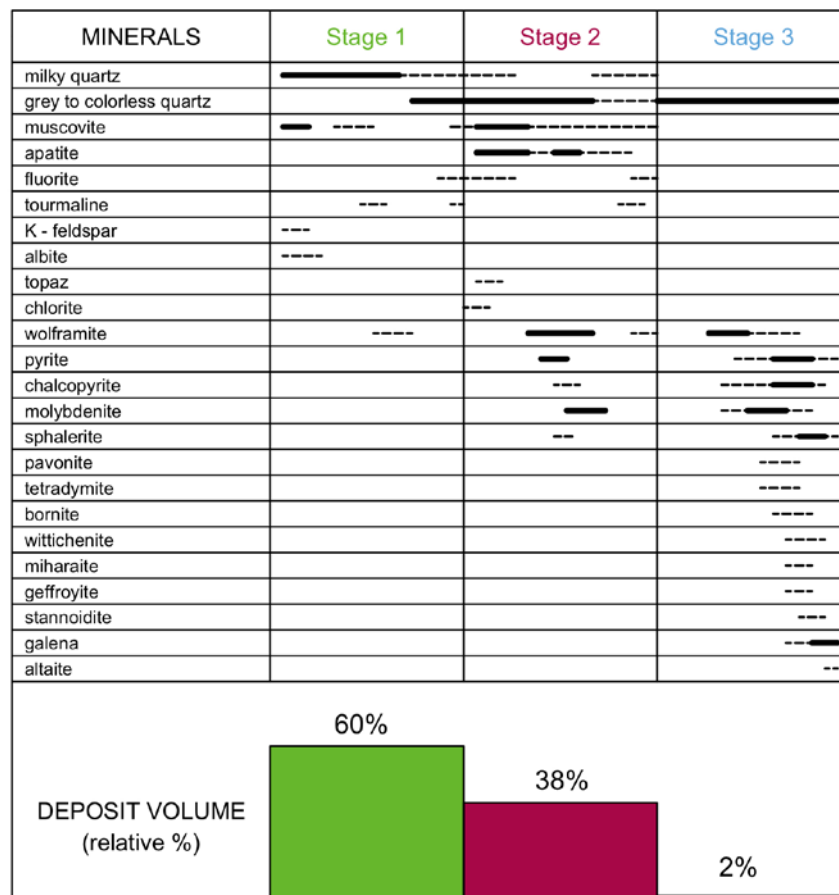 MINERALS Stage 1 Stage 2 Stage 3
milky quartz
grey to colorless quartz
muscovite
apatite
fluorite
tourmaline
K - feldspar
albite
topaz
chlorite
wolframite
pyrite
chalcopyrite
molybdenite
sphalerite
pavonite
tetradymite
bornite
wittichenite
miharaite
geffroyite
stannoidite
galena
altaite
60%
38%
DEPOSIT VOLUME
(relative %)
2%